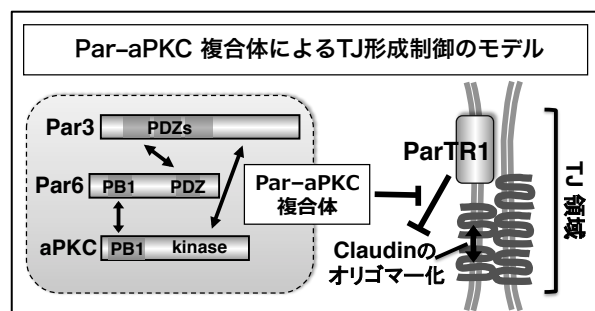 Par–aPKC 複合体によるTJ形成制御のモデル
Par3
PDZs
Par6
PB1
PDZ
aPKC
PB1
kinase
Par–aPKC
複合体
ParTR1
Claudinの
オリゴマー化
TJ 領域